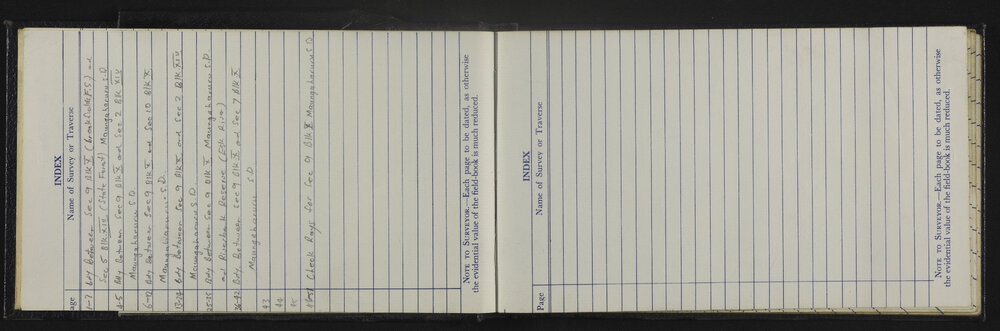 INDEX
Page Name of Survey or Traverse
1-3 Bdy Between Sec 9 Blk X (Creakfields) and
Sec 5 Blk XIV (State Forest) Maungaharuru S.D
4-5 Bdy Between Sec 9 Blk X and Sec 2 Blk XIV
Maungaharuru S.D
Bdy Between Sec 9 Blk X and Sec 10 Blk X
Maungaharuru S.D.
Bdy Between Sec 9 Blk X and Sec 2 Blk XIV
Maungaharuru S.D
Bdy Between Sec 9 Blk X Maungaharuru S.D.
and Riverbank Reserve
Bdy. Between Sec 9 Blk X and Sec 7 Blk X
Maungaharuru S.D
43
44
45
Check Rays for Sec 9 Blk X Maungaharuru S.D
NOTE TO SURVEYOR.—Each page to be dated, as otherwise
the evidential value of the field-book is much reduced.
INDEX
Page Name of Survey or Traverse
NOTE TO SURVEYOR.—Each page to be dated, as otherwise
the evidential value of the field-book is much reduced.